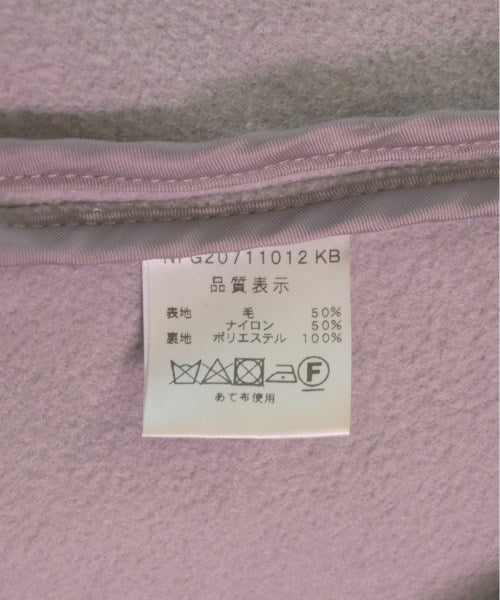 NPG20711012 KB
品質表示
表地 毛 50%
ナイロン 50%
裏地 ポリエステル 100%
F
あて布使用